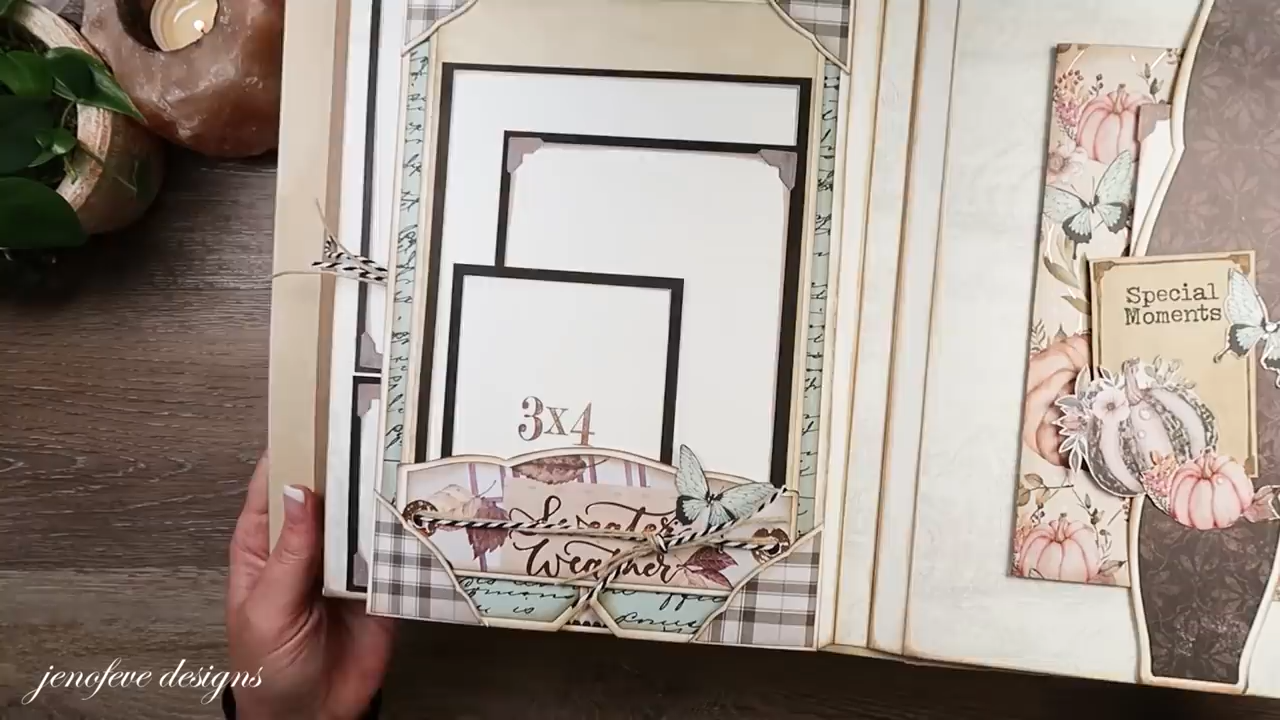 Special
Moments
3x4
Sweater
Weather
jenofeve designs